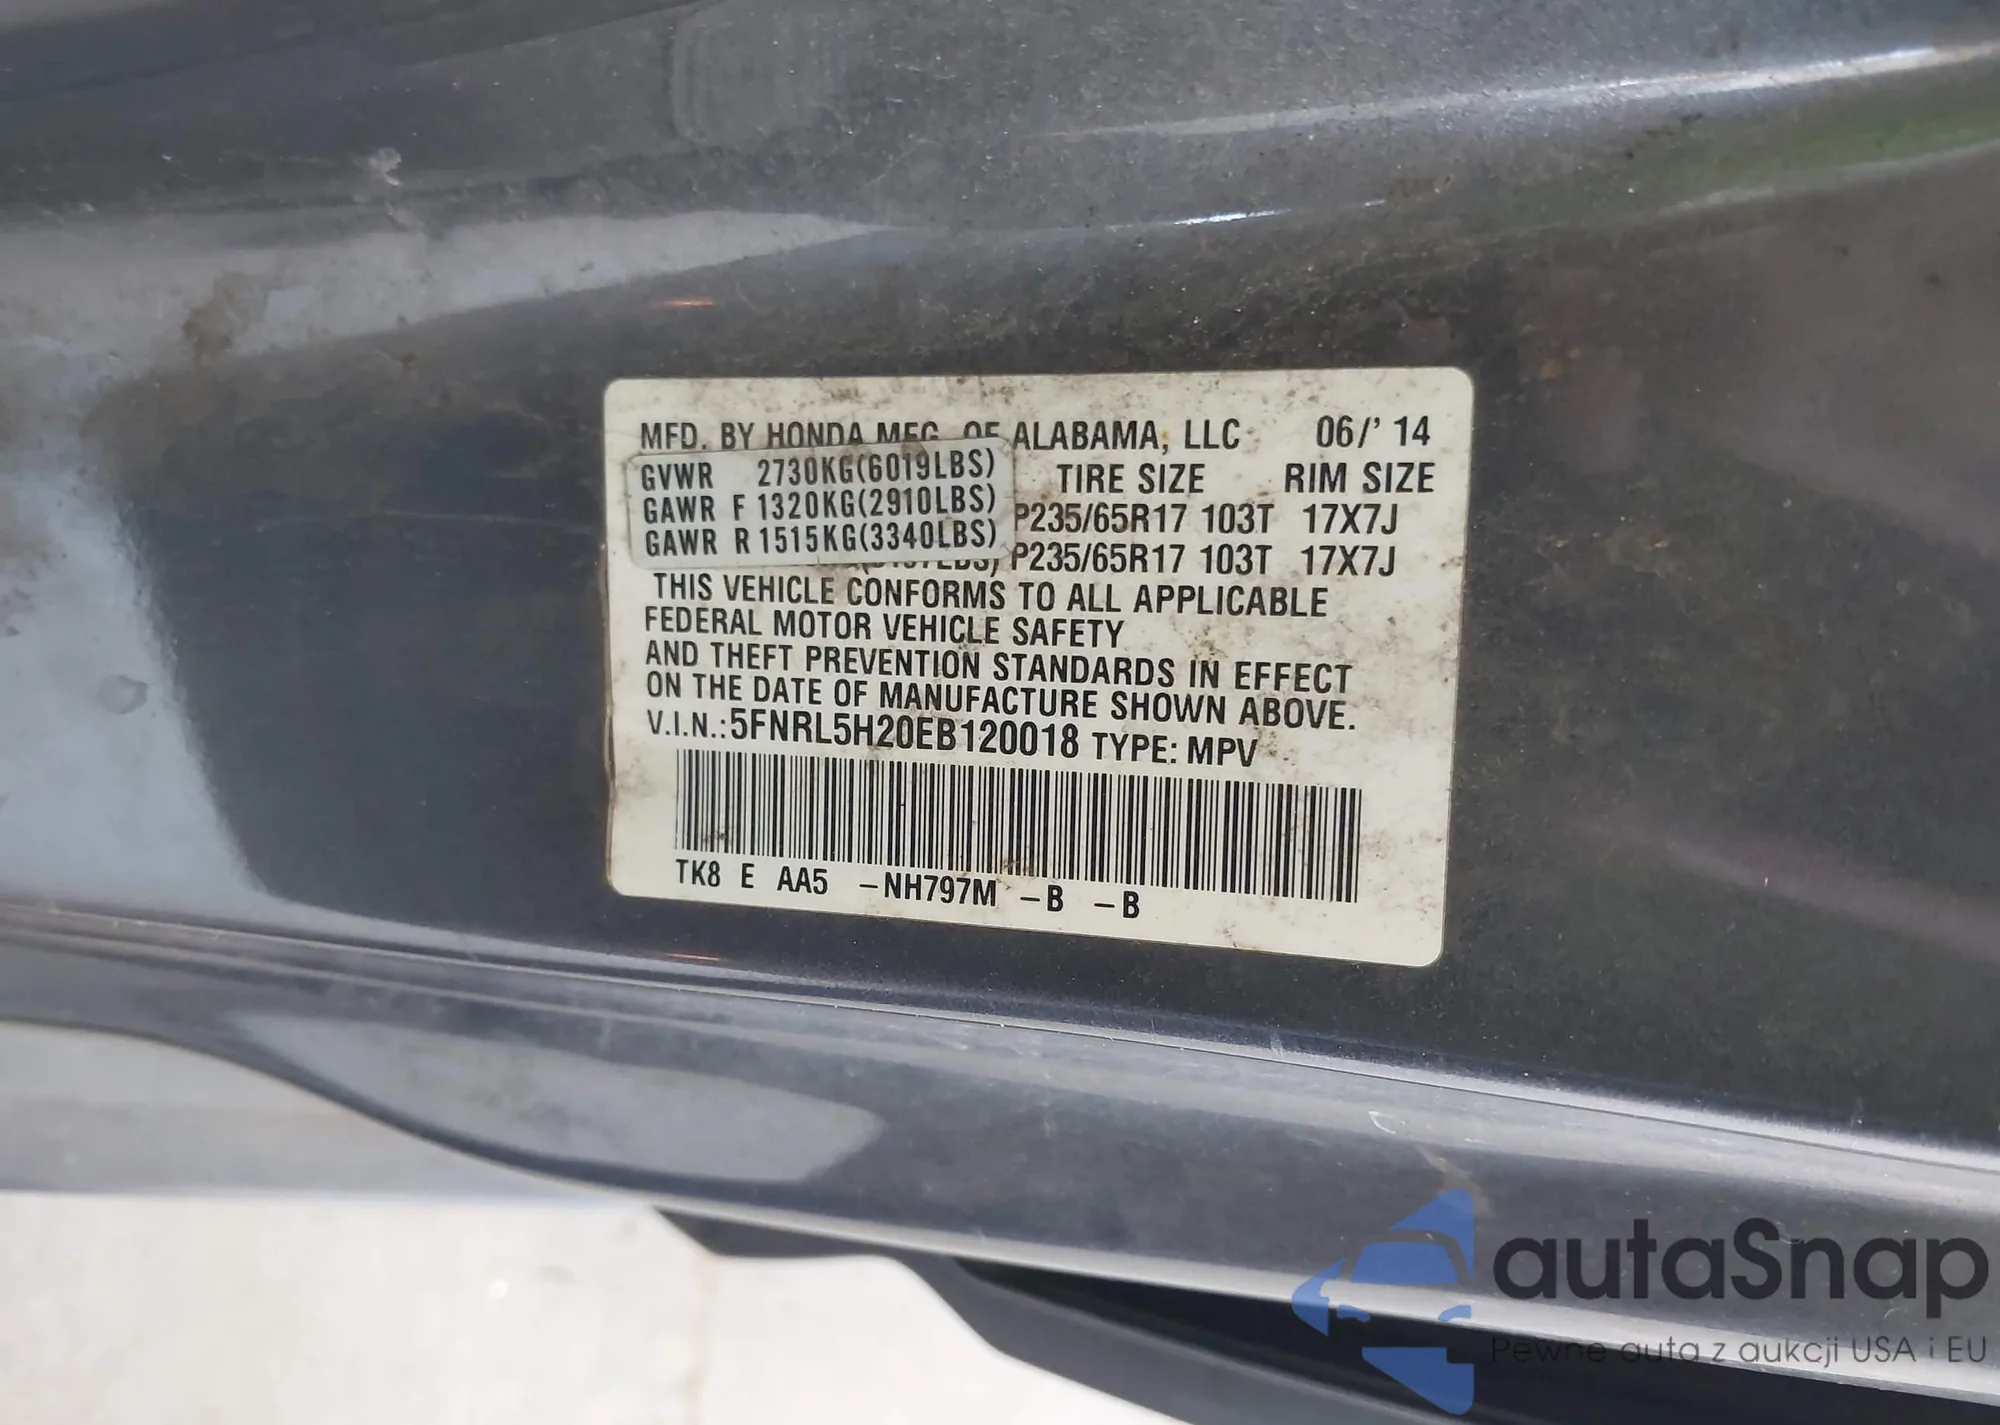 MFD. BY HONDA MFG. OF ALABAMA, LLC 06/' 14
GVWR 2730KG(6019LBS) TIRE SIZE RIM SIZE
GAWR F 1320KG(2910LBS) P235/65R17 103T 17X7J
GAWR R 1515KG(3340LBS) P235/65R17 103T 17X7J
THIS VEHICLE CONFORMS TO ALL APPLICABLE
FEDERAL MOTOR VEHICLE SAFETY
AND THEFT PREVENTION STANDARDS IN EFFECT
ON THE DATE OF MANUFACTURE SHOWN ABOVE.
V.I.N.:5FNRL5H20EB120018 TYPE: MPV
TK8 E AA5 -NH797M -B -B
autaSnap
Pewne auta z aukcji USA i EU